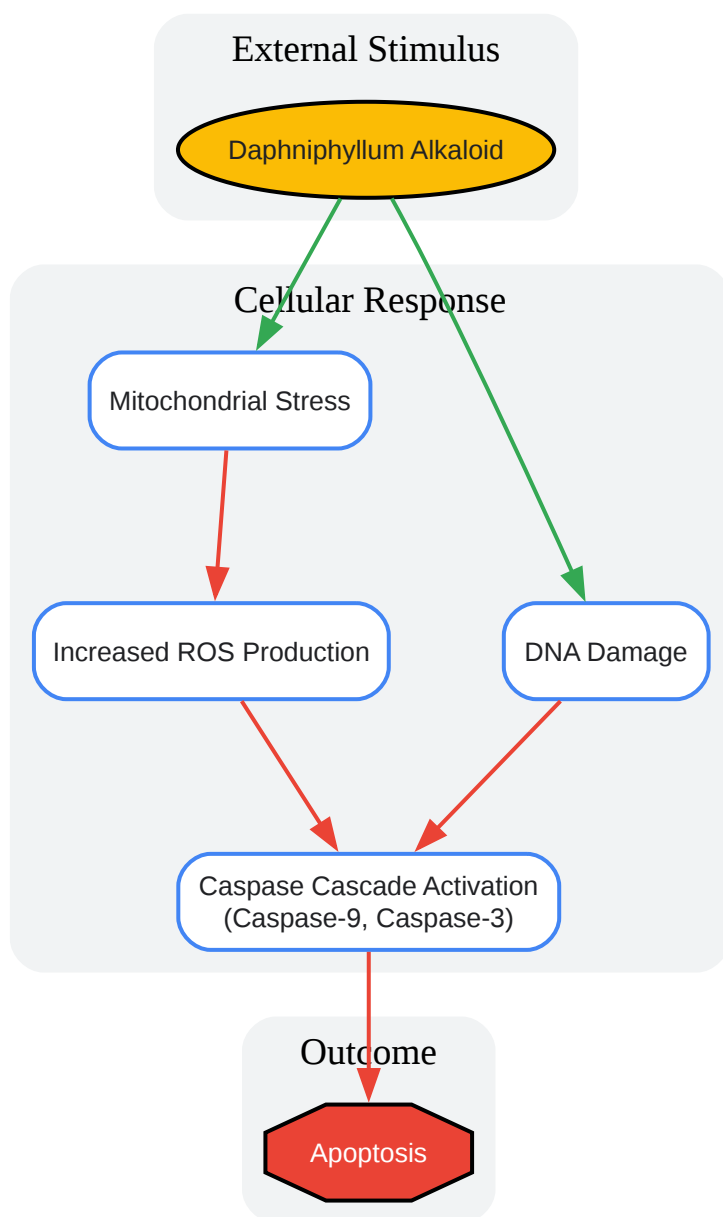 External Stimulus
Daphniphyllum Alkaloid
Cellular Response
Mitochondrial Stress
Increased ROS Production
DNA Damage
Caspase Cascade Activation
(Caspase-9, Caspase-3)
Outcome
Apoptosis